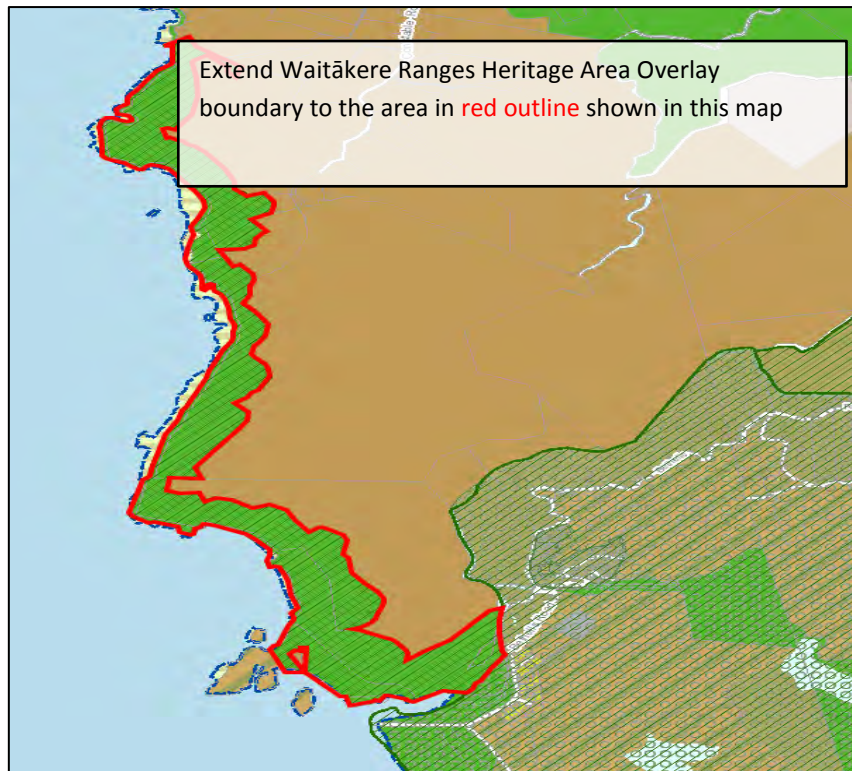 Extend Waitākere Ranges Heritage Area Overlay
boundary to the area in red outline shown in this map